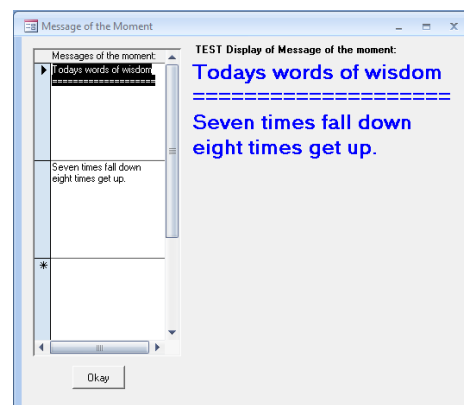 Message of the Moment
Messages of the moment:
Todays words of wisdom
====================
Seven times fall down
eight times get up.
*
Okay
TEST Display of Message of the moment:
Todays words of wisdom
====================
Seven times fall down
eight times get up.